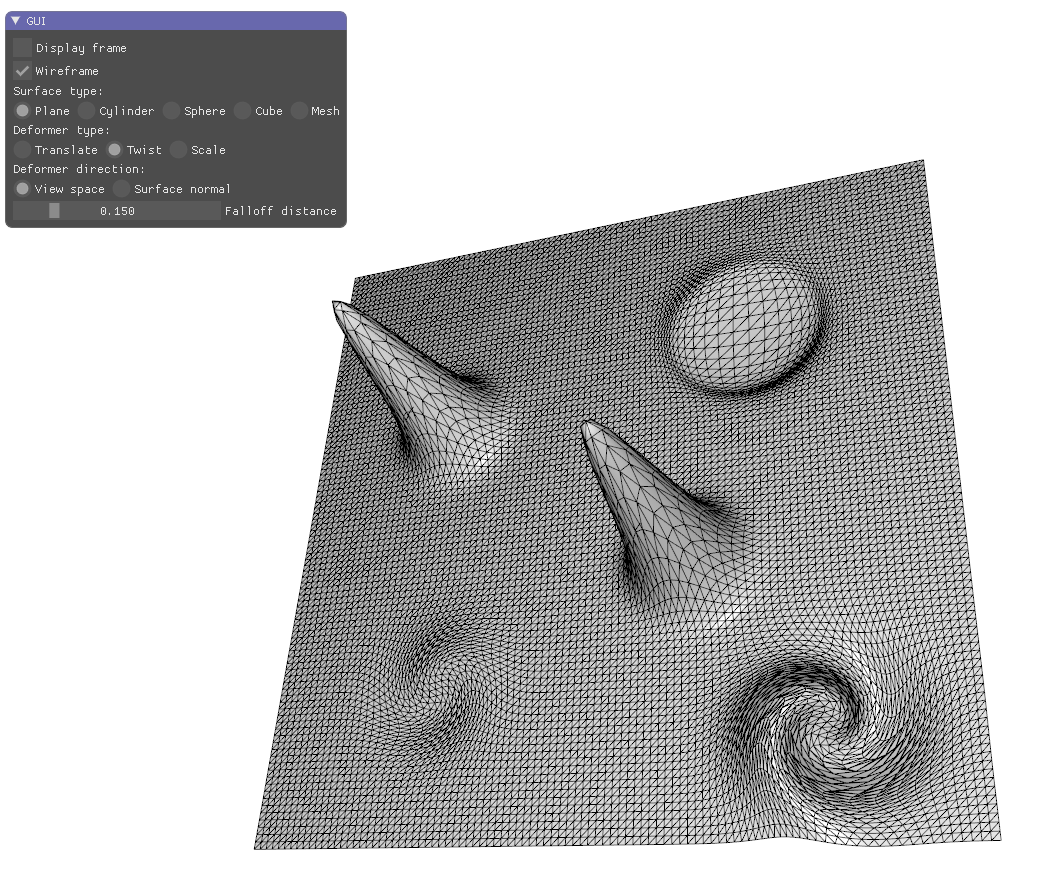 GUI
Display frame
Wireframe
Surface type:
Plane Cylinder Sphere Cube Mesh
Deformer type:
Translate Twist Scale
Deformer direction:
View space Surface normal
0.150 Falloff distance